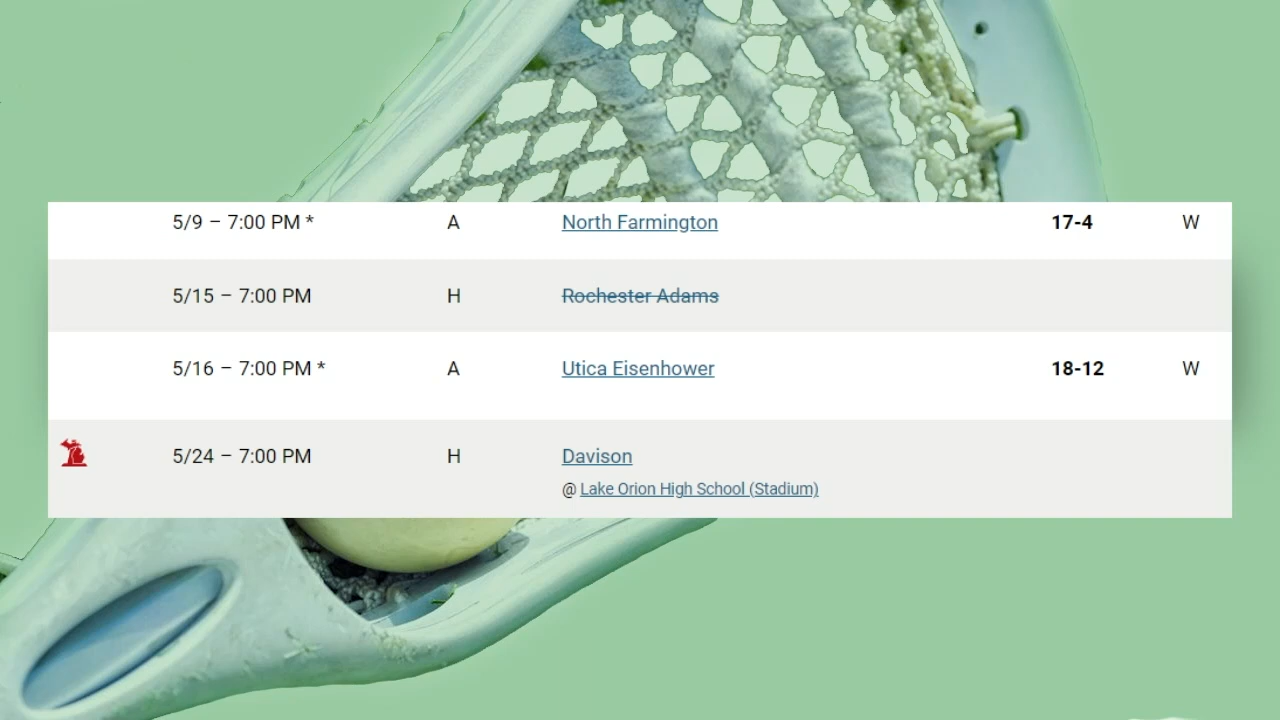 5/9 – 7:00 PM * A North Farmington 17-4 W
5/15 – 7:00 PM H Rochester Adams
5/16 – 7:00 PM * A Utica Eisenhower 18-12 W
5/24 – 7:00 PM H Davison
@ Lake Orion High School (Stadium)